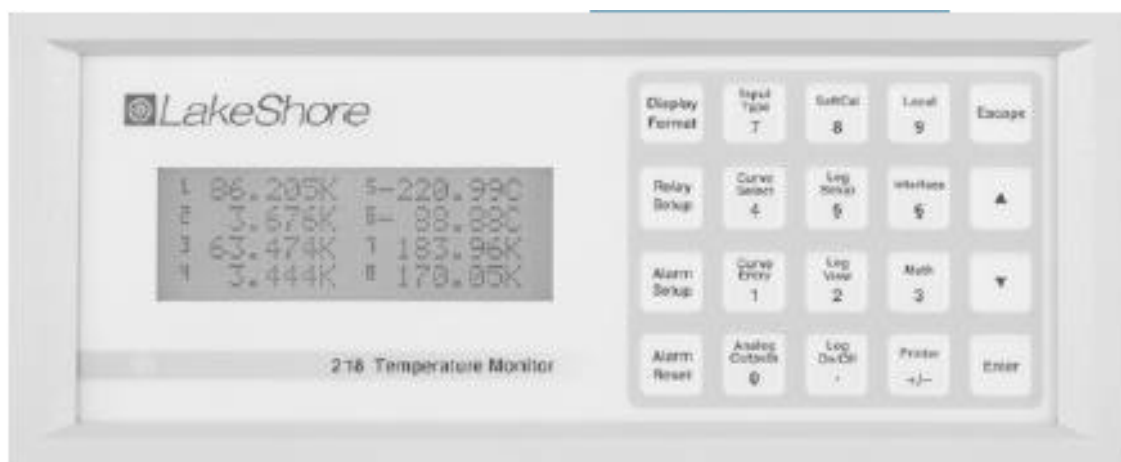 LakeShore
1 86.205K 5-220.99C
2 3.676K 6- 88.88C
3 63.474K 7 183.96K
4 3.444K 8 170.05K
218 Temperature Monitor
Display Format
Input Type 7
SoftCal 8
Local 9
Escape
Relay Setup
Curve Select 4
Log Setup 5
Interface 6
▲
Alarm Setup
Curve Entry 1
Log View 2
Math 3
▼
Alarm Reset
Analog Outputs 0
Log On/Off .
Printer +/-
Enter